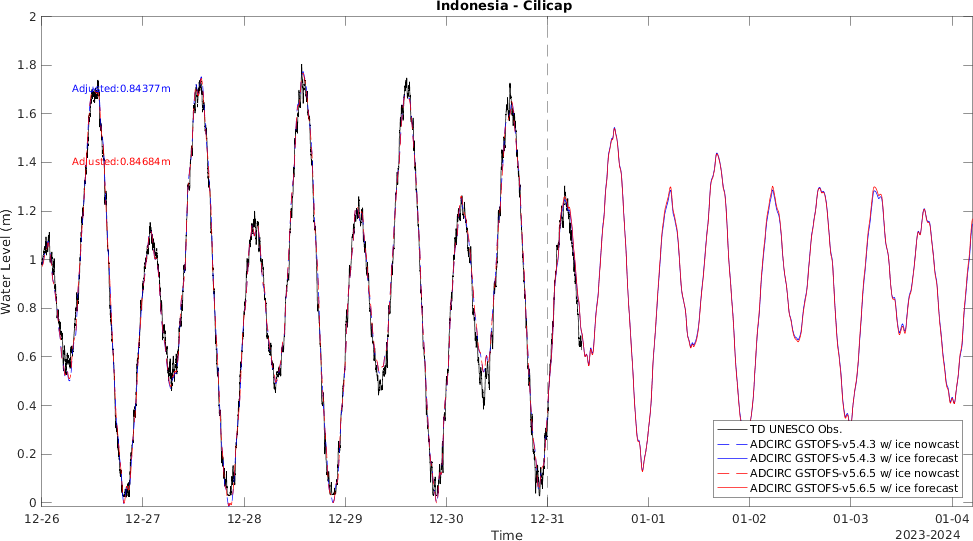 Indonesia - Cilicap
2
1.8
1.6
1.4
1.2
1
0.8
0.6
0.4
0.2
0
Water Level (m)
Adjusted:0.84377m
Adjusted:0.84684m
TD UNESCO Obs.
ADCIRC GSTOFS-v5.4.3 w/ ice nowcast
ADCIRC GSTOFS-v5.4.3 w/ ice forecast
ADCIRC GSTOFS-v5.6.5 w/ ice nowcast
ADCIRC GSTOFS-v5.6.5 w/ ice forecast
12-26 12-27 12-28 12-29 12-30 12-31 01-01 01-02 01-03 01-04
Time
2023-2024